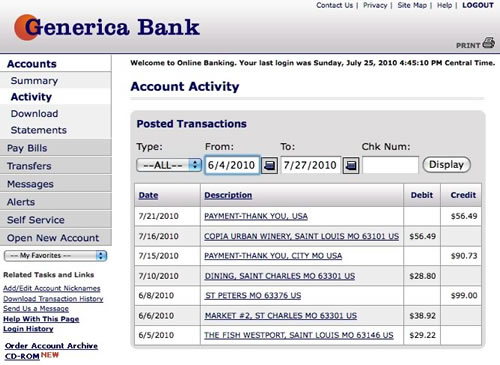 Contact Us | Privacy | Site Map | Help | LOGOUT
Generica Bank
PRINT
Accounts
Summary
Activity
Download
Statements
Pay Bills
Transfers
Messages
Alerts
Self Service
Open New Account
-- My Favorites --
Related Tasks and Links
Add/Edit Account Nicknames
Download Transaction History
Send Us a Message
Help With This Page
Login History
Order Account Archive
CD-ROM NEW
Welcome to Online Banking. Your last login was Sunday, July 25, 2010 4:45:10 PM Central Time.
Account Activity
Posted Transactions
Type: From: To: Chk Num:
--ALL-- 6/4/2010 7/27/2010 Display
Date Description Debit Credit
7/21/2010 PAYMENT-THANK YOU, USA $56.49
7/16/2010 COPIA URBAN WINERY, SAINT LOUIS MO 63101 US $56.49
7/15/2010 PAYMENT-THANK YOU, CITY MO USA $90.73
7/10/2010 DINING, SAINT CHARLES MO 63301 US $28.80
6/8/2010 ST PETERS MO 63376 US $99.00
6/6/2010 MARKET #2, ST CHARLES MO 63301 US $38.92
6/5/2010 THE FISH WESTPORT, SAINT LOUIS MO 63146 US $29.22